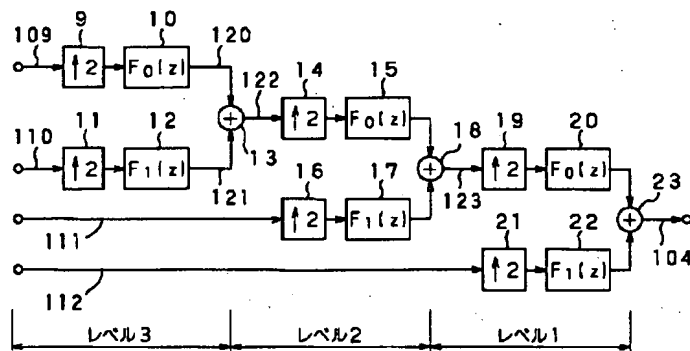 9 10
109 120
↑2 F₀(z)
122 14 15
11 12
110 ↑2 F₁(z) + 13 ↑2 F₀(z) 18 19 20
121 16 17 + ↑2 F₀(z)
123 23
111 ↑2 F₁(z) 21 22 + 104
112 ↑2 F₁(z)
レベル3 レベル2 レベル1